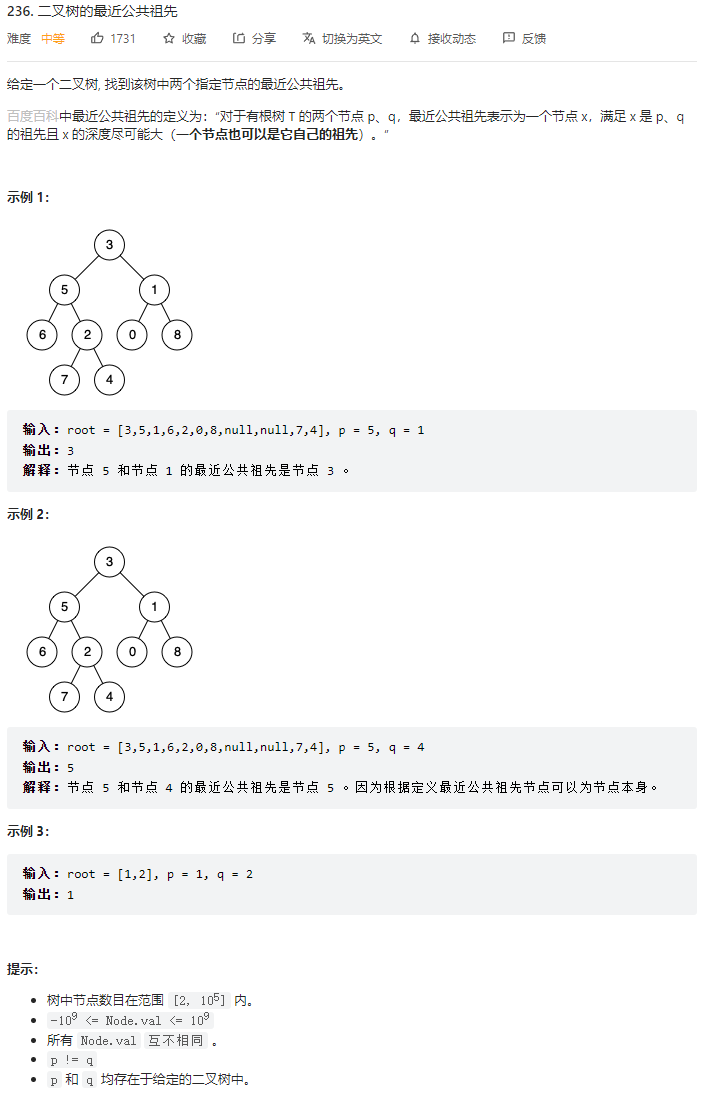 236. 二叉树的最近公共祖先
难度 中等 1731 收藏 分享 切换为英文 接收动态 反馈
给定一个二叉树, 找到该树中两个指定节点的最近公共祖先。
百度百科中最近公共祖先的定义为：“对于有根树 T 的两个节点 p、q，最近公共祖先表示为一个节点 x，满足 x 是 p、q
的祖先且 x 的深度尽可能大（一个节点也可以是它自己的祖先）。”
示例 1：
3
5 1
6 2 0 8
7 4
输入：root = [3,5,1,6,2,0,8,null,null,7,4], p = 5, q = 1
输出：3
解释：节点 5 和节点 1 的最近公共祖先是节点 3 。
示例 2：
3
5 1
6 2 0 8
7 4
输入：root = [3,5,1,6,2,0,8,null,null,7,4], p = 5, q = 4
输出：5
解释：节点 5 和节点 4 的最近公共祖先是节点 5 。因为根据定义最近公共祖先节点可以为节点本身。
示例 3：
输入：root = [1,2], p = 1, q = 2
输出：1
提示：
• 树中节点数目在范围 [2, 10⁵] 内。
• -10⁹ <= Node.val <= 10⁹
• 所有 Node.val 互不相同 。
• p != q
• p 和 q 均存在于给定的二叉树中。